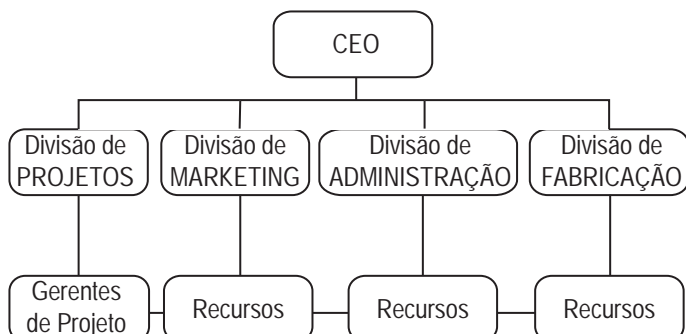 CEO
Divisão de
PROJETOS
Divisão de
MARKETING
Divisão de
ADMINISTRAÇÃO
Divisão de
FABRICAÇÃO
Gerentes
de Projeto
Recursos
Recursos
Recursos